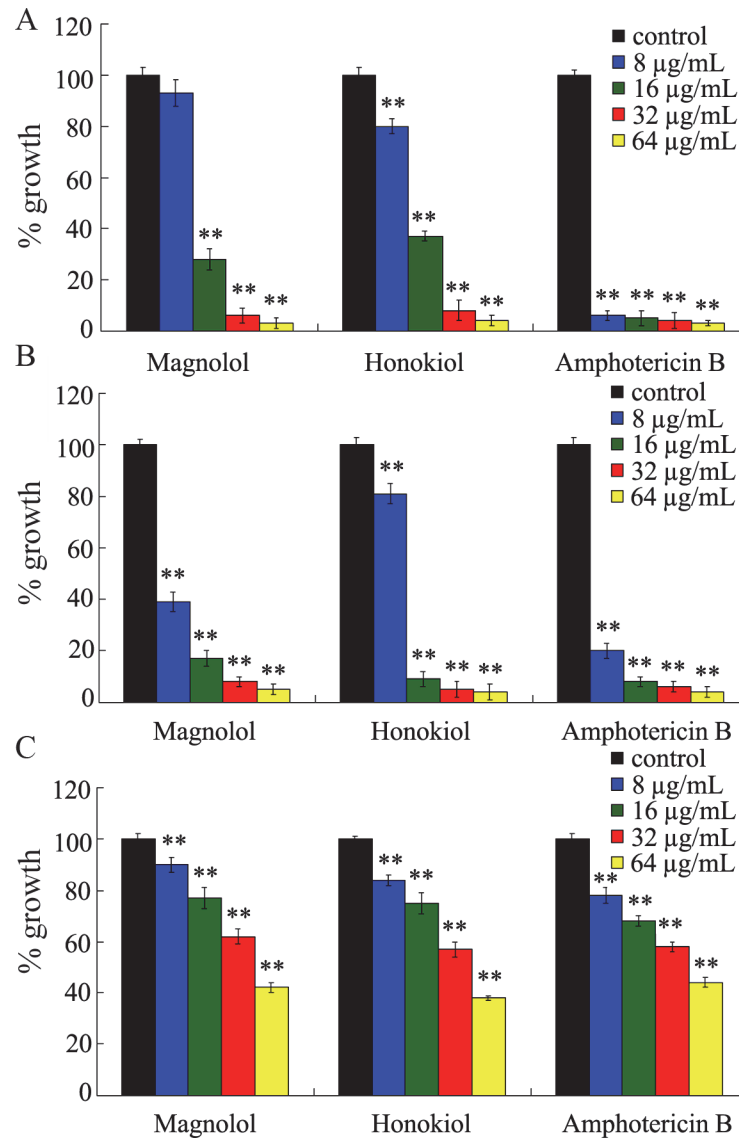 A
120
100
80
60
40
20
0
% growth
control
8 µg/mL
16 µg/mL
32 µg/mL
64 µg/mL
**
**
**
**
**
**
**
**
**
**
**
Magnolol Honokiol Amphotericin B
B
120
100
80
60
40
20
0
% growth
control
8 µg/mL
16 µg/mL
32 µg/mL
64 µg/mL
**
**
**
**
**
**
**
**
**
**
**
**
Magnolol Honokiol Amphotericin B
C
120
100
80
60
40
20
0
% growth
control
8 µg/mL
16 µg/mL
32 µg/mL
64 µg/mL
**
**
**
**
**
**
**
**
**
**
**
**
Magnolol Honokiol Amphotericin B